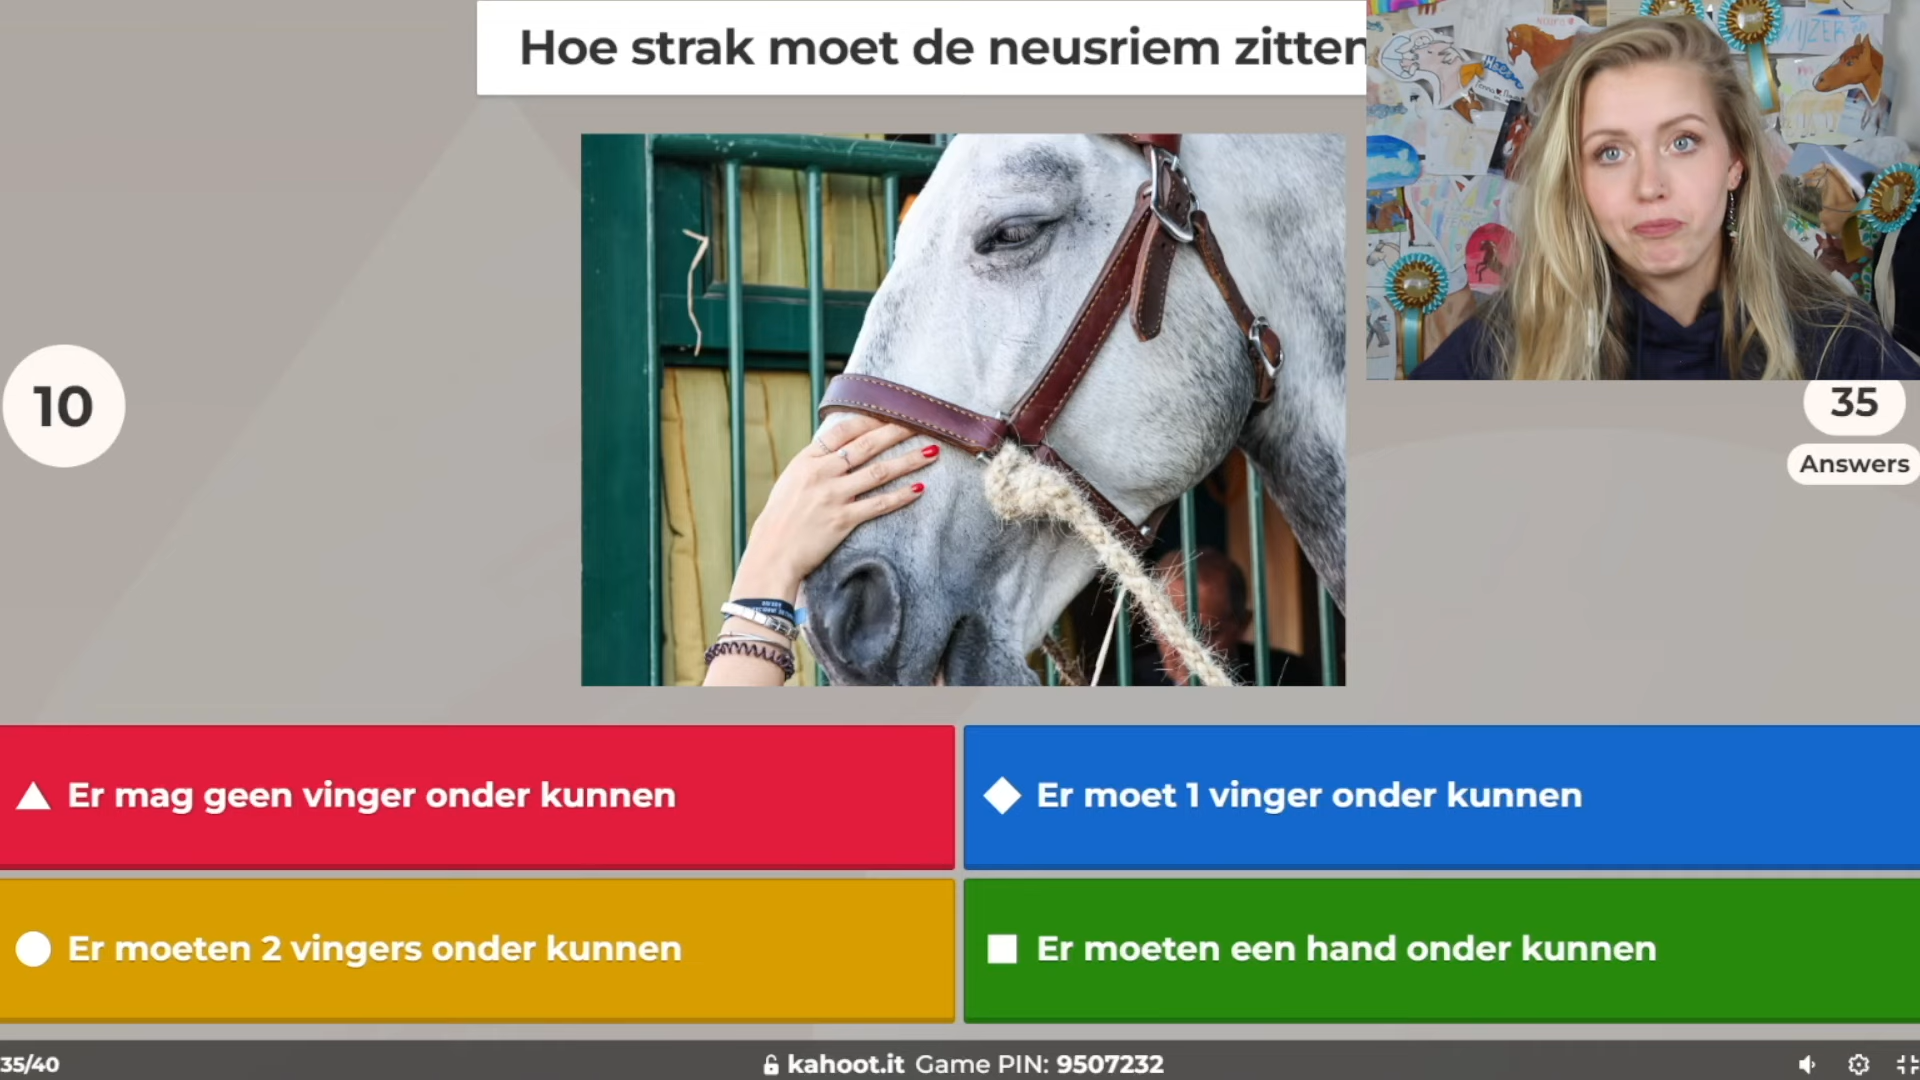 Hoe strak moet de neusriem zitten
10
35
Answers
Er mag geen vinger onder kunnen
Er moet 1 vinger onder kunnen
Er moeten 2 vingers onder kunnen
Er moeten een hand onder kunnen
35/40
kahoot.it Game PIN: 9507232